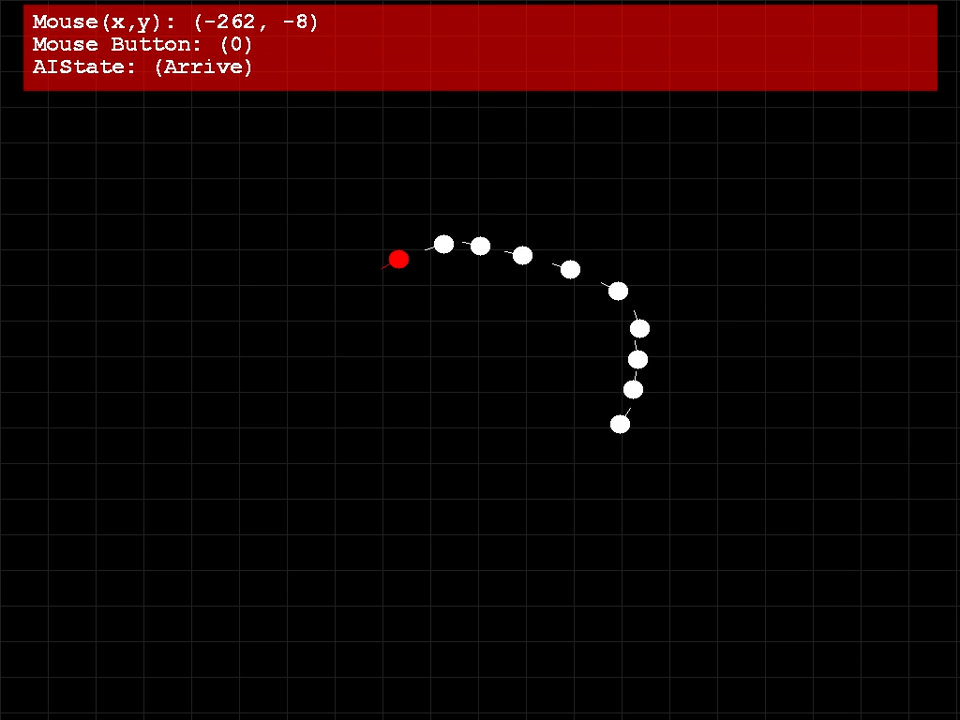 Mouse(x,y): (-262, -8)
Mouse Button: (0)
AIState: (Arrive)